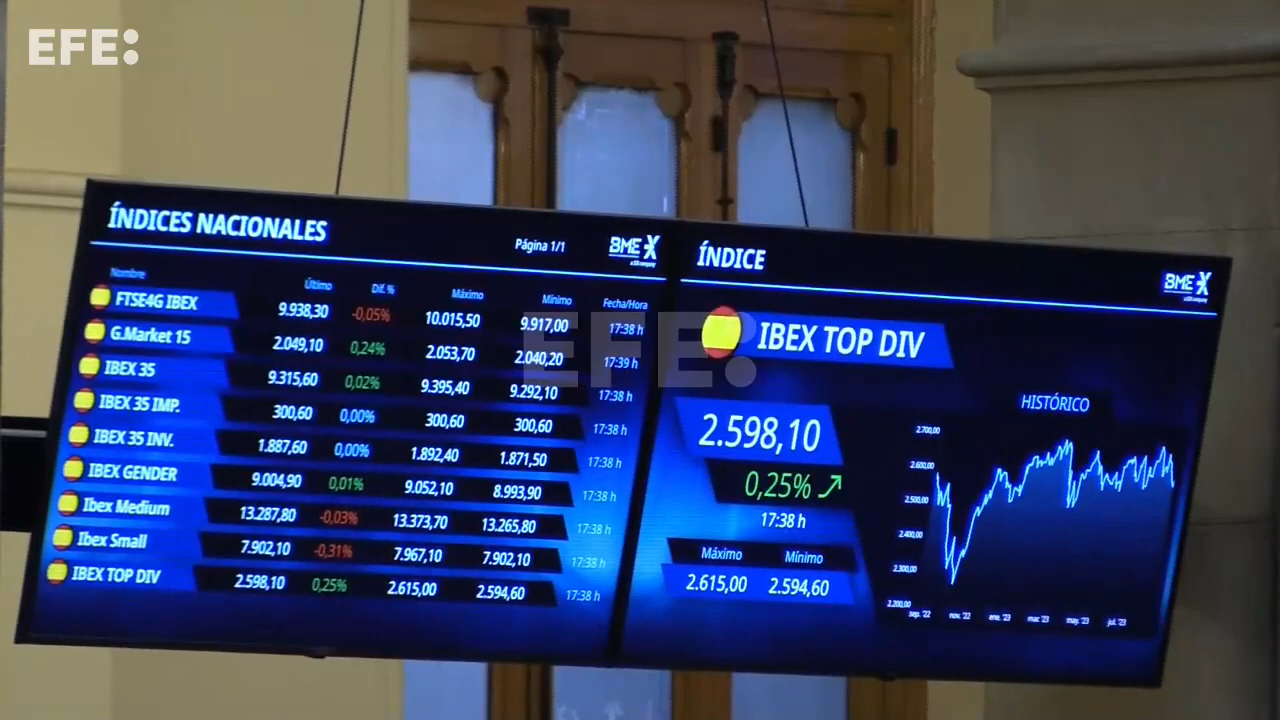 EFE:
ÍNDICES NACIONALES
Página 1/1
BME X
a SIX company
Nombre Último Dif. % Máximo Mínimo Fecha/Hora
FTSE4G IBEX 9.938,30 -0,05% 10.015,50 9.917,00 17:38 h
G.Market 15 2.049,10 0,24% 2.053,70 2.040,20 17:39 h
IBEX 35 9.315,60 0,02% 9.395,40 9.292,10 17:38 h
IBEX 35 IMP. 300,60 0,00% 300,60 300,60 17:38 h
IBEX 35 INV. 1.887,60 0,00% 1.892,40 1.871,50 17:38 h
IBEX GENDER 9.004,90 0,01% 9.052,10 8.993,90 17:38 h
Ibex Medium 13.287,80 -0,03% 13.373,70 13.265,80 17:38 h
Ibex Small 7.902,10 -0,31% 7.967,10 7.902,10 17:38 h
IBEX TOP DIV 2.598,10 0,25% 2.615,00 2.594,60 17:38 h
EFE:
ÍNDICE
BME X
a SIX company
IBEX TOP DIV
2.598,10
0,25%
17:38 h
Máximo Mínimo
2.615,00 2.594,60
HISTÓRICO
2.700,00
2.600,00
2.500,00
2.400,00
2.300,00
2.200,00
sep. '22 nov. '22 ene. '23 mar. '23 may. '23 jul. '23